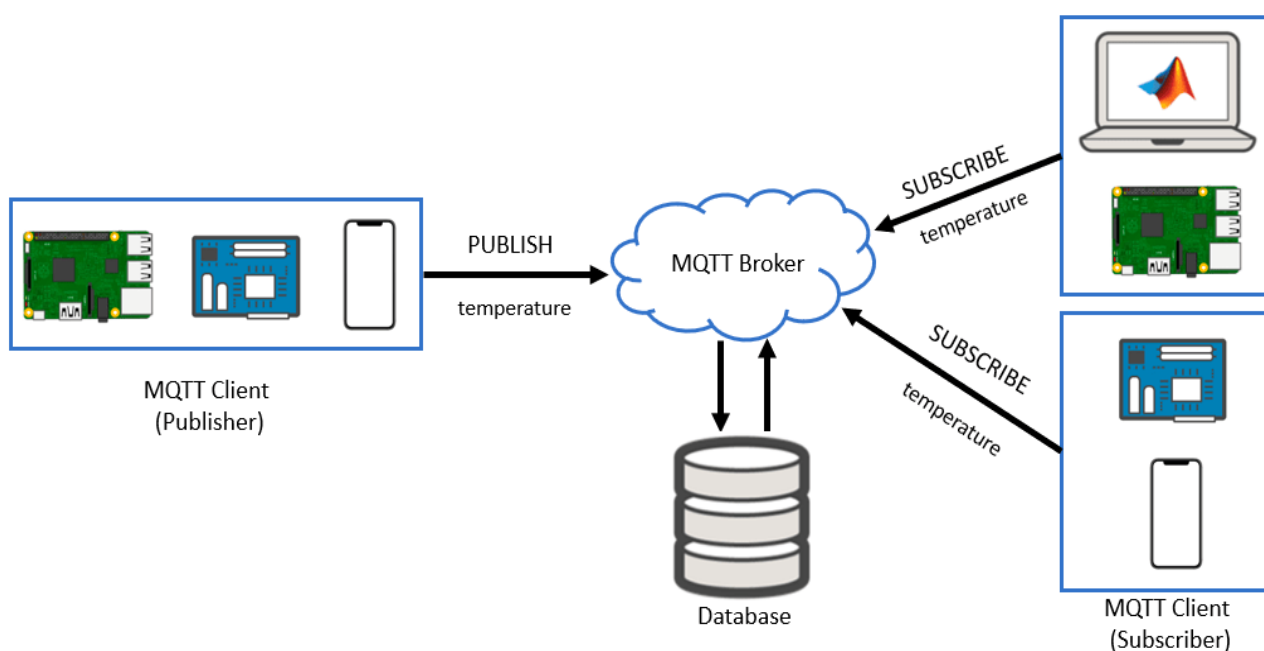 SUBSCRIBE
temperature
PUBLISH
temperature
MQTT Broker
SUBSCRIBE
temperature
MQTT Client
(Publisher)
Database
MQTT Client
(Subscriber)